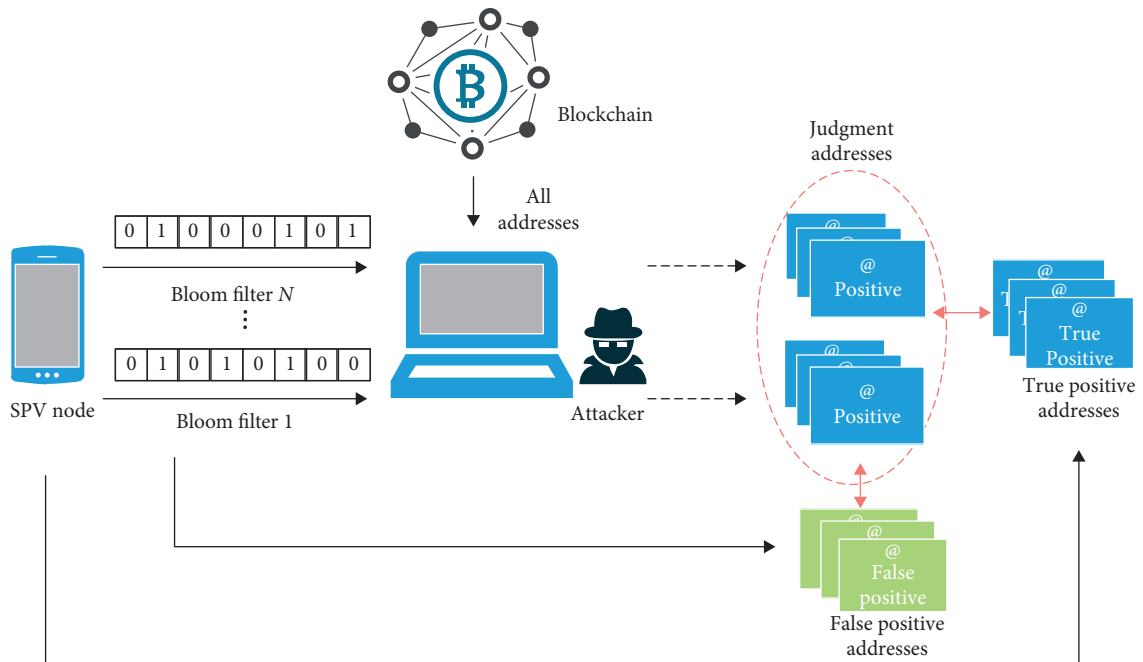 Blockchain
All
addresses
Judgment
addresses
0 1 0 0 0 1 0 1
Bloom filter N
0 1 0 1 0 1 0 0
Bloom filter 1
SPV node
Attacker
@
Positive
@
Positive
@
@
@
True
Positive
True positive
addresses
@
@
False
positive
False positive
addresses